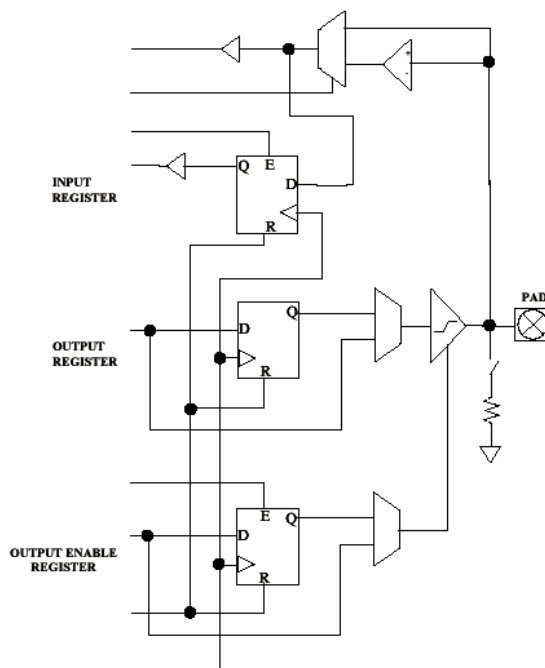 +
-
Q
E
D
R
INPUT
REGISTER
PAD
Q
D
R
OUTPUT
REGISTER
E
Q
D
R
OUTPUT ENABLE
REGISTER